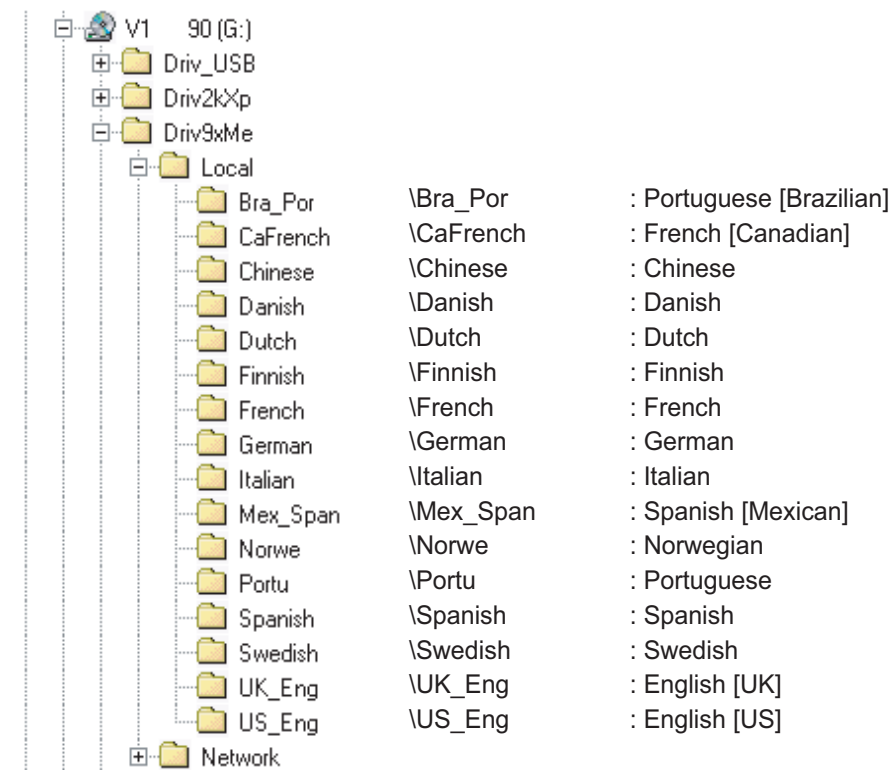 V1 90 (G:)
Driv_USB
Driv2kXp
Driv9xMe
Local
Bra_Por \Bra_Por : Portuguese [Brazilian]
CaFrench \CaFrench : French [Canadian]
Chinese \Chinese : Chinese
Danish \Danish : Danish
Dutch \Dutch : Dutch
Finnish \Finnish : Finnish
French \French : French
German \German : German
Italian \Italian : Italian
Mex_Span \Mex_Span : Spanish [Mexican]
Norwe \Norwe : Norwegian
Portu \Portu : Portuguese
Spanish \Spanish : Spanish
Swedish \Swedish : Swedish
UK_Eng \UK_Eng : English [UK]
US_Eng \US_Eng : English [US]
Network